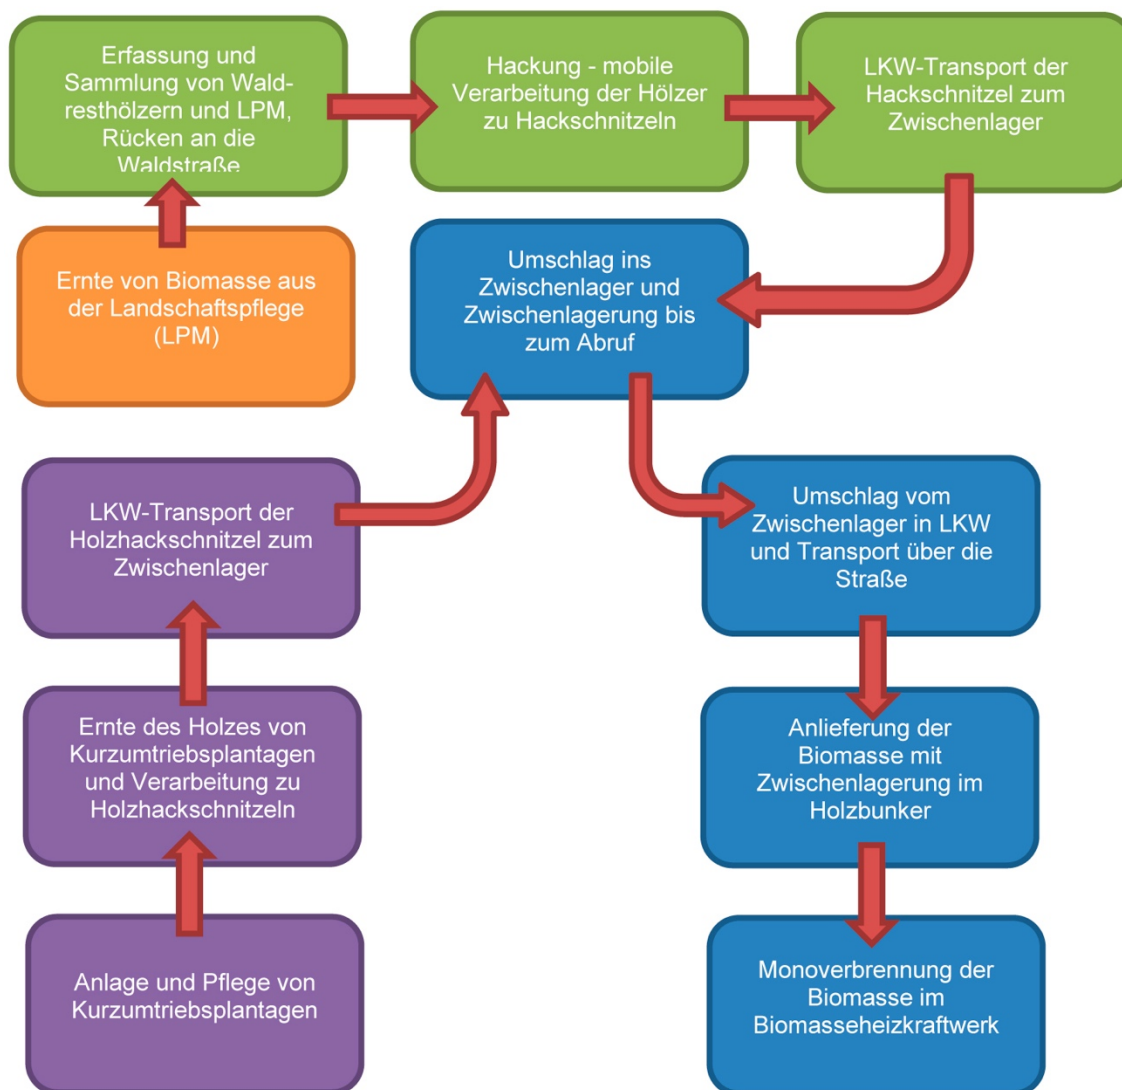 Erfassung und
Sammlung von Wald-
resthölzern und LPM,
Rücken an die
Waldstraße
Hackung - mobile
Verarbeitung der Hölzer
zu Hackschnitzeln
LKW-Transport der
Hackschnitzel zum
Zwischenlager
Ernte von Biomasse aus
der Landschaftspflege
(LPM)
Umschlag ins
Zwischenlager und
Zwischenlagerung bis
zum Abruf
LKW-Transport der
Holzhackschnitzel zum
Zwischenlager
Umschlag vom
Zwischenlager in LKW
und Transport über die
Straße
Ernte des Holzes von
Kurzumtriebsplantagen
und Verarbeitung zu
Holzhackschnitzeln
Anlieferung der
Biomasse mit
Zwischenlagerung im
Holzbunker
Anlage und Pflege von
Kurzumtriebsplantagen
Monoverbrennung der
Biomasse im
Biomasseheizkraftwerk